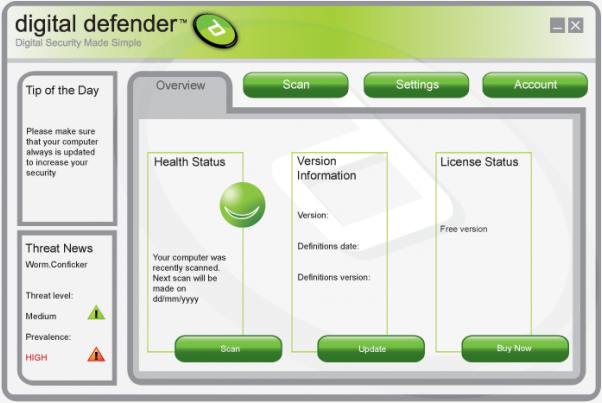 digital defender™
Digital Security Made Simple
Tip of the Day
Please make sure
that your computer
always is updated
to increase your
security
Threat News
Worm.Conficker
Threat level:
Medium
Prevalence:
HIGH
Overview
Scan
Settings
Account
Health Status
Your computer was
recently scanned.
Next scan will be
made on
dd/mm/yyyy
Scan
Version
Information
Version:
Definitions date:
Definitions version:
Update
License Status
Free version
Buy Now